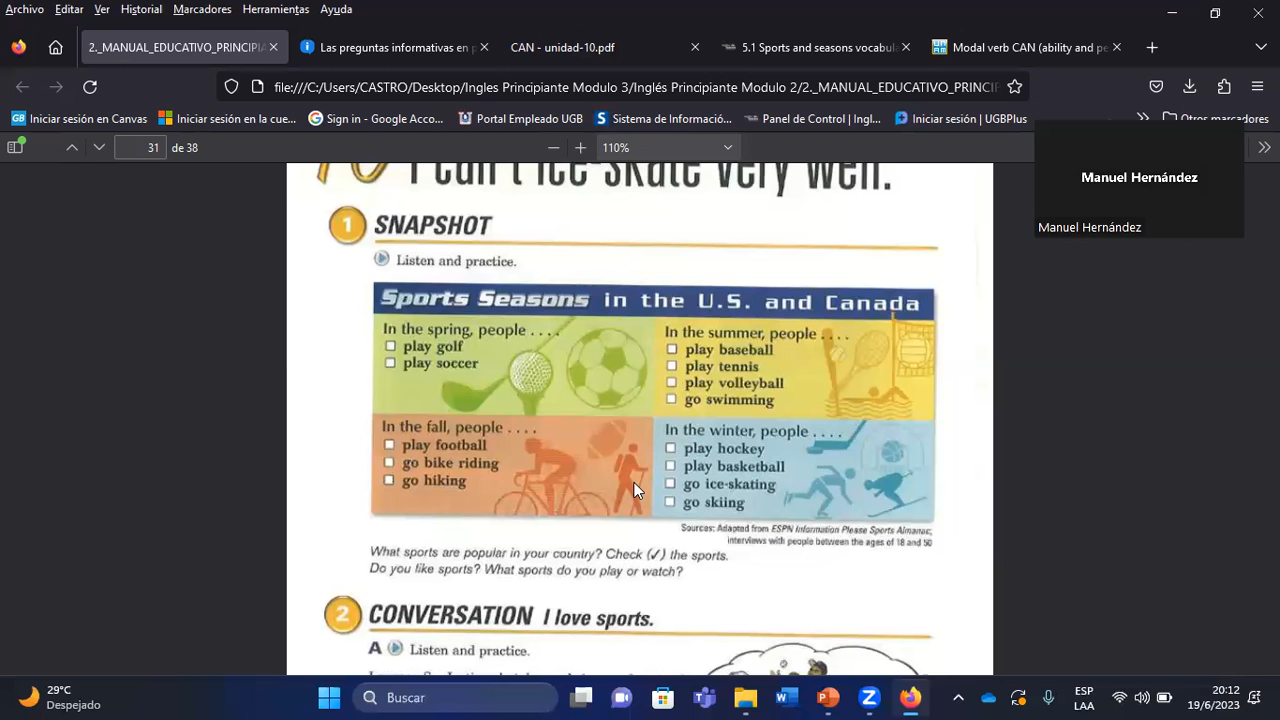 Archivo Editar Ver Historial Marcadores Herramientas Ayuda
2._MANUAL_EDUCATIVO_PRINCIPIA
Las preguntas informativas en p
CAN - unidad-10.pdf
5.1 Sports and seasons vocabula
Modal verb CAN (ability and pe
file:///C:/Users/CASTRO/Desktop/Ingles Principiante Modulo 3/Inglés Principiante Modulo 2/2._MANUAL_EDUCATIVO_PRINCI
Iniciar sesión en Canvas
Iniciar sesión en la cue...
Sign in - Google Acco...
Portal Empleado UGB
Sistema de Informació...
Panel de Control | Ingl...
Iniciar sesión | UGBPlus
Otros marcadores
31 de 38
110%
Manuel Hernández
Manuel Hernández
10 I can't ice-skate very well.
1 SNAPSHOT
Listen and practice.
Sports Seasons in the U.S. and Canada
In the spring, people . . . .
play golf
play soccer
In the summer, people . . . .
play baseball
play tennis
play volleyball
go swimming
In the fall, people . . . .
play football
go bike riding
go hiking
In the winter, people . . . .
play hockey
play basketball
go ice-skating
go skiing
Sources: Adapted from ESPN Information Please Sports Almanac;
interviews with people between the ages of 18 and 50
What sports are popular in your country? Check (✓) the sports.
Do you like sports? What sports do you play or watch?
2 CONVERSATION I love sports.
A Listen and practice.
29°C
Despejado
Buscar
ESP
LAA
20:12
19/6/2023